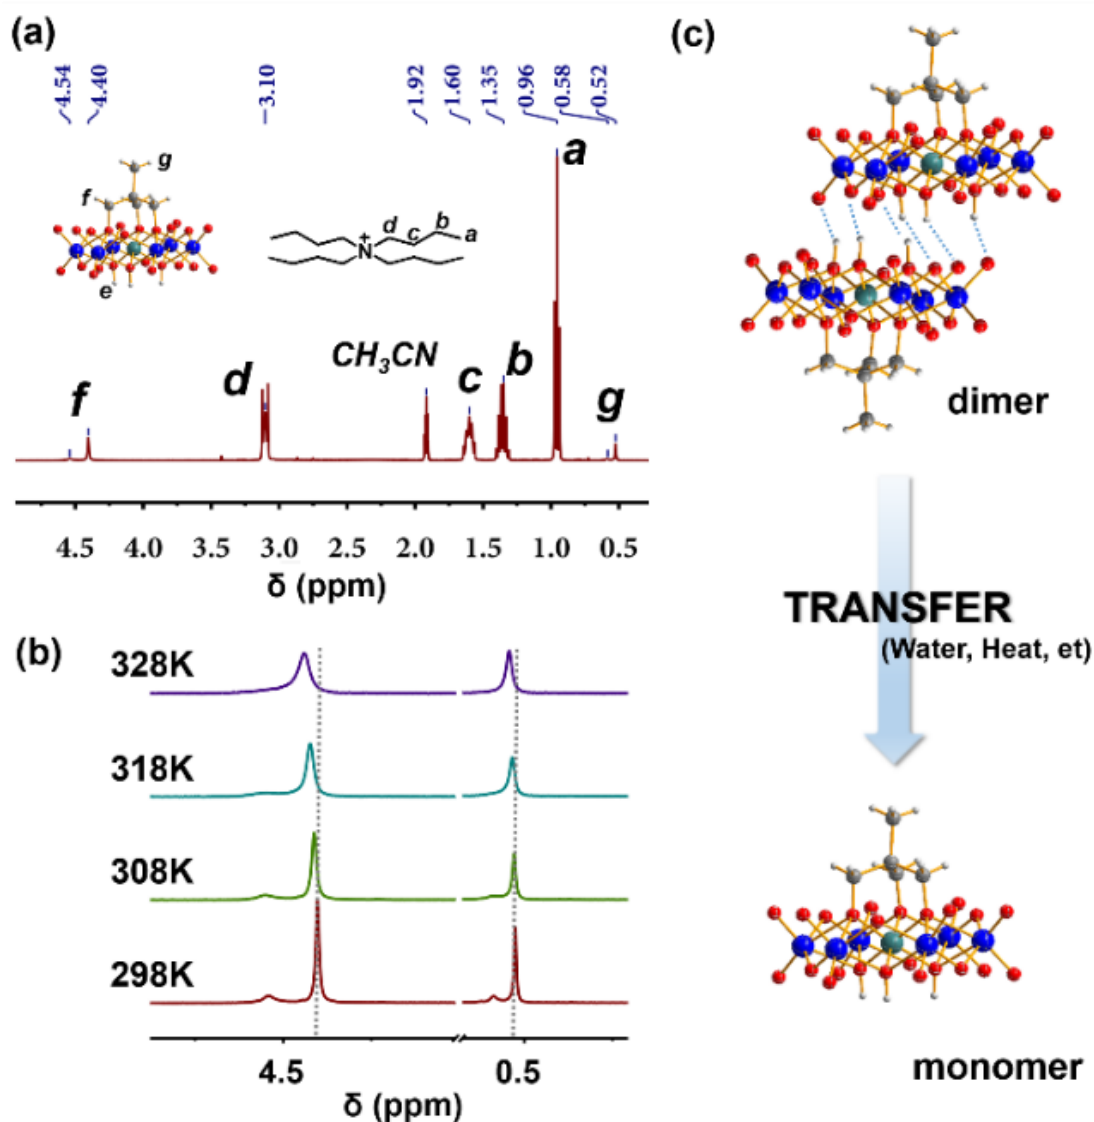 (a)
4.54
4.40
3.10
1.92
1.60
1.35
0.96
0.58
0.52
a
g
f
e
d
c
b
a
N
+
f
d
CH₃CN
c
b
g
4.5 4.0 3.5 3.0 2.5 2.0 1.5 1.0 0.5
δ (ppm)
(b)
328K
318K
308K
298K
4.5 0.5
δ (ppm)
(c)
dimer
TRANSFER
(Water, Heat, et)
monomer